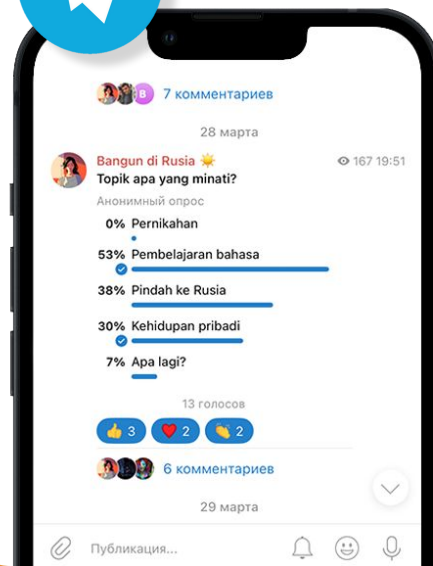 B
7 комментариев
28 марта
Bangun di Rusia ☀️ 167 19:51
Topik apa yang minati?
Анонимный опрос
0% Pernikahan
53% Pembelajaran bahasa
38% Pindah ke Rusia
30% Kehidupan pribadi
7% Apa lagi?
13 голосов
👍 3 ❤️ 2 👏 2
6 комментариев
29 марта
Публикация...